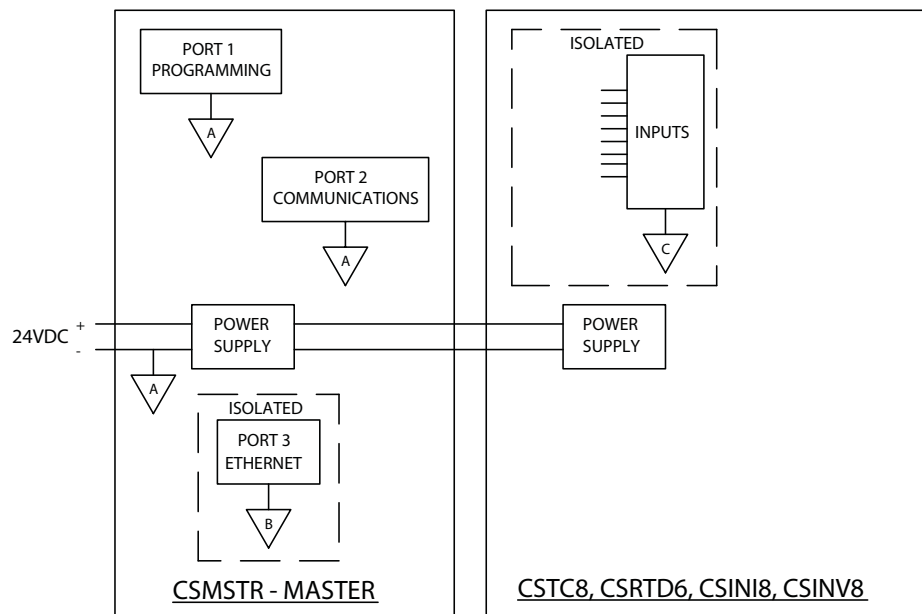 PORT 1
PROGRAMMING
A
PORT 2
COMMUNICATIONS
A
24VDC
+
-
A
POWER
SUPPLY
ISOLATED
PORT 3
ETHERNET
B
CSMSTR - MASTER
ISOLATED
INPUTS
C
POWER
SUPPLY
CSTC8, CSRTD6, CSINI8, CSINV8